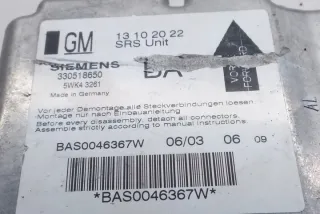 GM
13 10 20 22
SRS Unit
SIEMENS
330518650
5WK4 3261
Made in Germany
Vor jeder Demontage alle Steckverbindungen lösen.
Montage nur nach Einbauanleitung
Before every disassembly, detach all connectors.
Assemble strictly according to manual instructions.
BAS0046367W 06/03 06 09
*BAS0046367W*